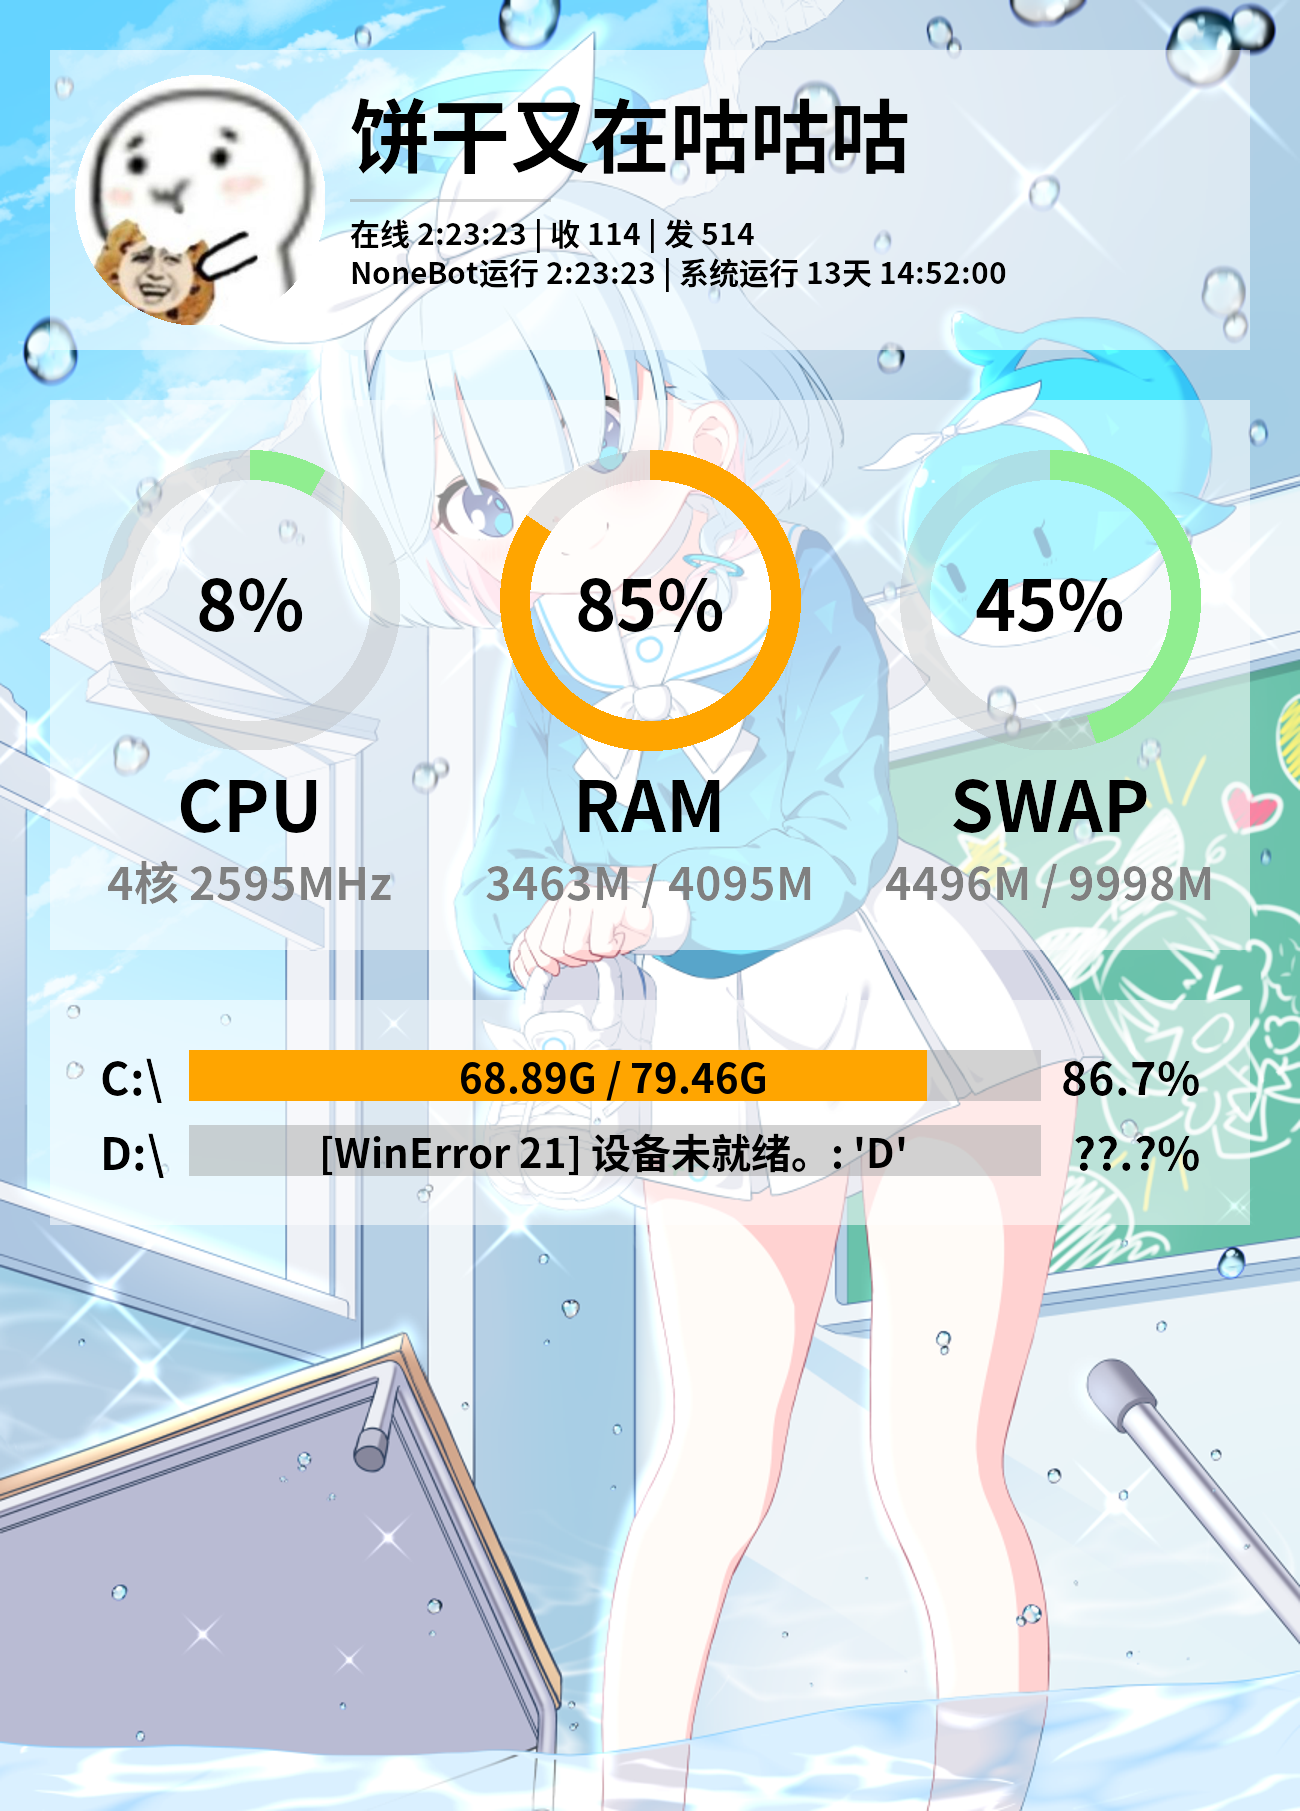 饼干又在咕咕咕
在线 2:23:23 | 收 114 | 发 514
NoneBot运行 2:23:23 | 系统运行 13天 14:52:00
8%
85%
45%
CPU
RAM
SWAP
4核 2595MHz
3463M / 4095M
4496M / 9998M
C:\ 68.89G / 79.46G 86.7%
D:\ [WinError 21] 设备未就绪。: 'D' ??.?%